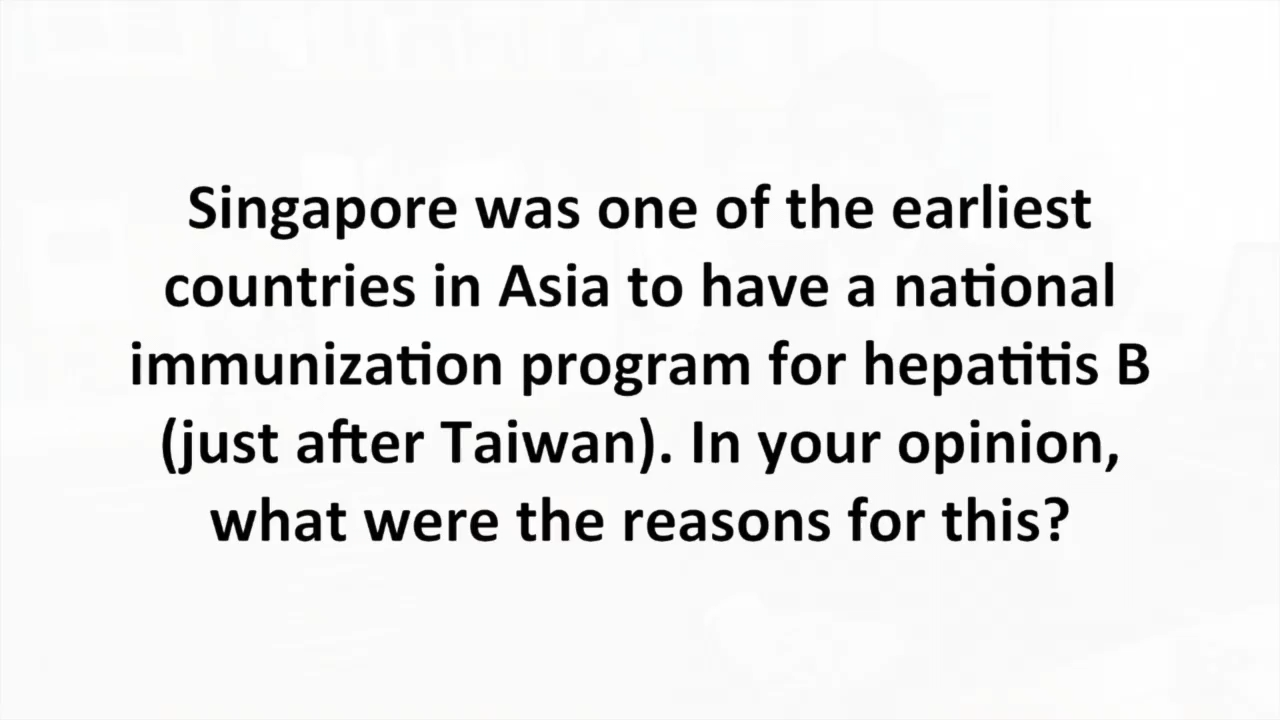 Singapore was one of the earliest
countries in Asia to have a national
immunization program for hepatitis B
(just after Taiwan). In your opinion,
what were the reasons for this?